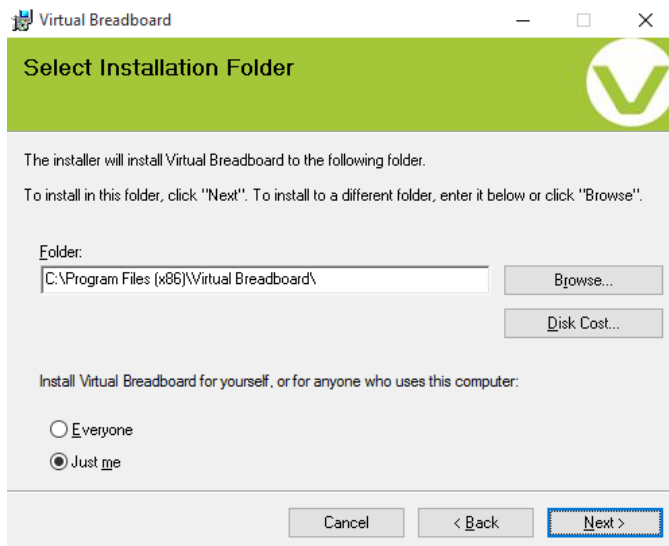 Virtual Breadboard
Select Installation Folder
V
The installer will install Virtual Breadboard to the following folder.
To install in this folder, click "Next". To install to a different folder, enter it below or click "Browse".
Folder:
C:\Program Files (x86)\Virtual Breadboard\
Browse...
Disk Cost...
Install Virtual Breadboard for yourself, or for anyone who uses this computer:
Everyone
Just me
Cancel
< Back
Next >